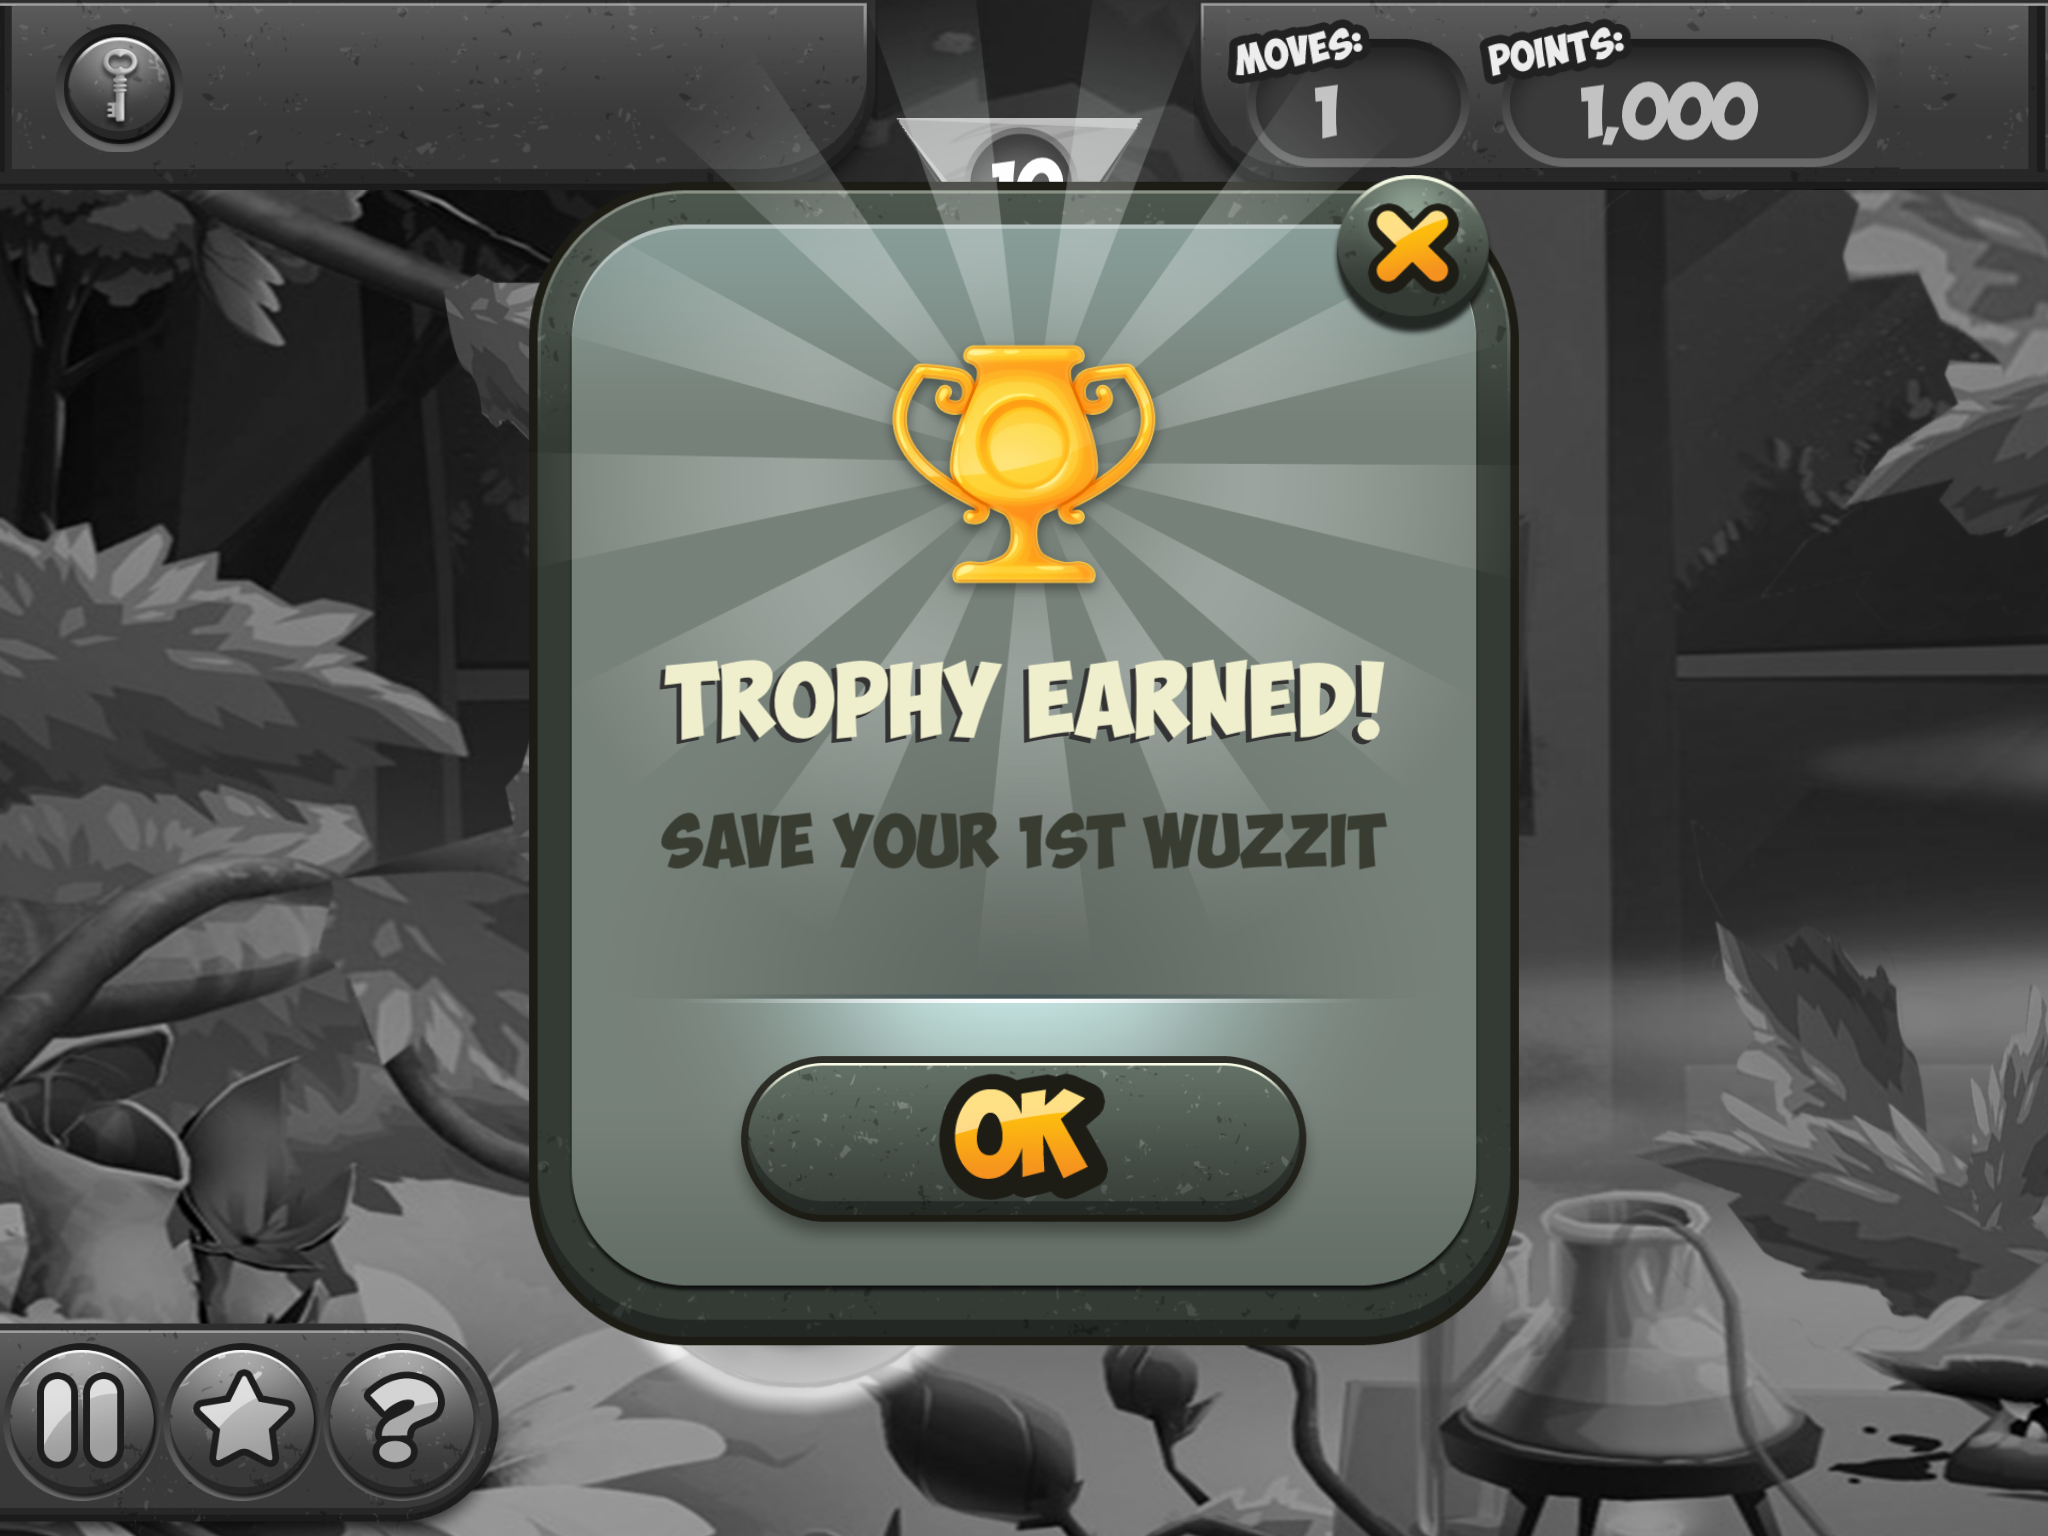 MOVES:
1
POINTS:
1,000
TROPHY EARNED!
SAVE YOUR 1ST WUZZIT
OK